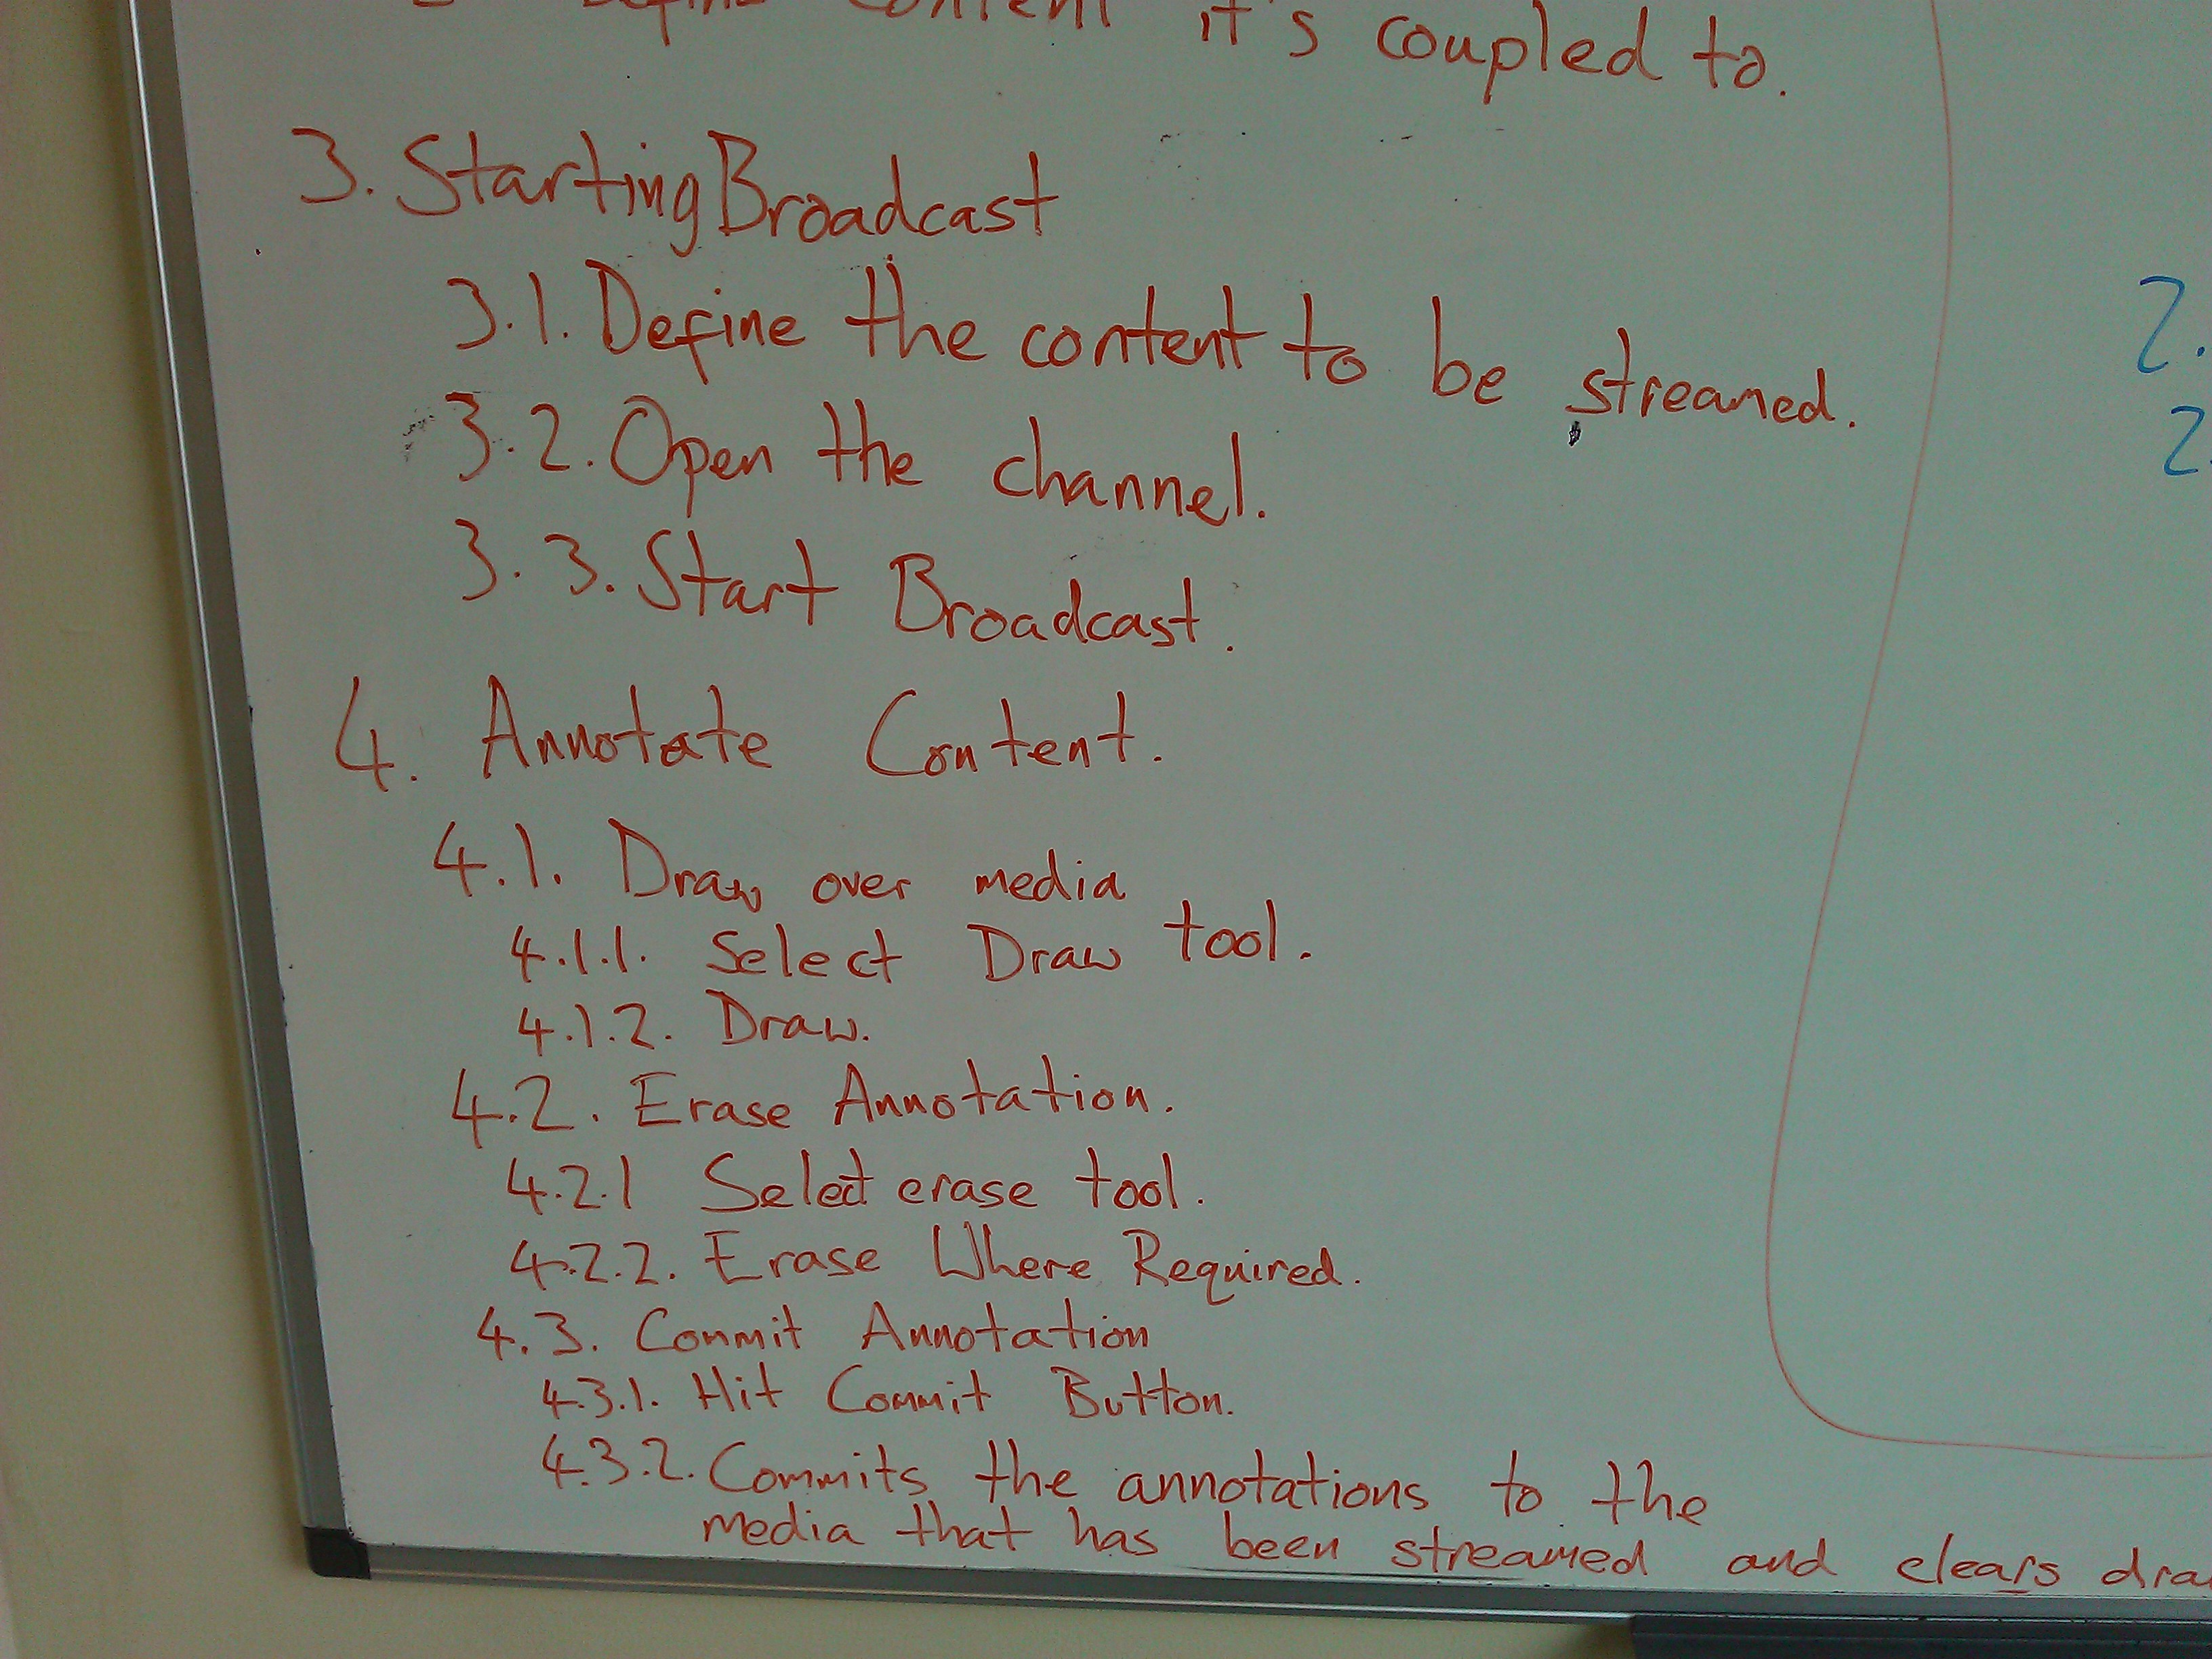 Define content it's coupled to.
3. Starting Broadcast
3.1. Define the content to be streamed.
3.2. Open the channel.
3.3. Start Broadcast.
4. Annotate Content.
4.1. Draw over media
4.1.1. Select Draw tool.
4.1.2. Draw.
4.2. Erase Annotation.
4.2.1 Select erase tool.
4.2.2. Erase Where Required.
4.3. Commit Annotation
4.3.1. Hit Commit Button.
4.3.2. Commits the annotations to the
media that has been streamed and clears
2.
2.